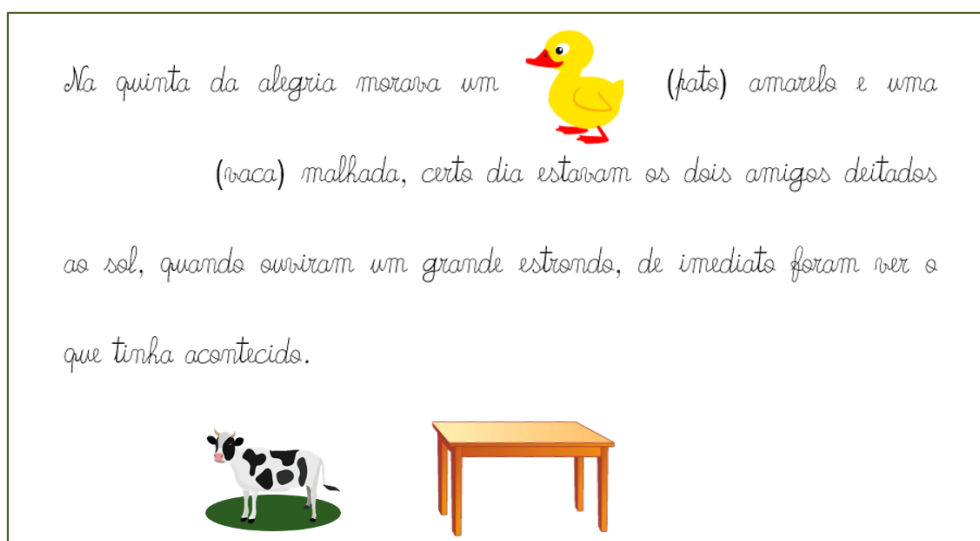 Na quinta da alegria morava um (pato) amarelo e uma
(vaca) malhada, certo dia estavam os dois amigos deitados
ao sol, quando ouviram um grande estrondo, de imediato foram ver o
que tinha acontecido.